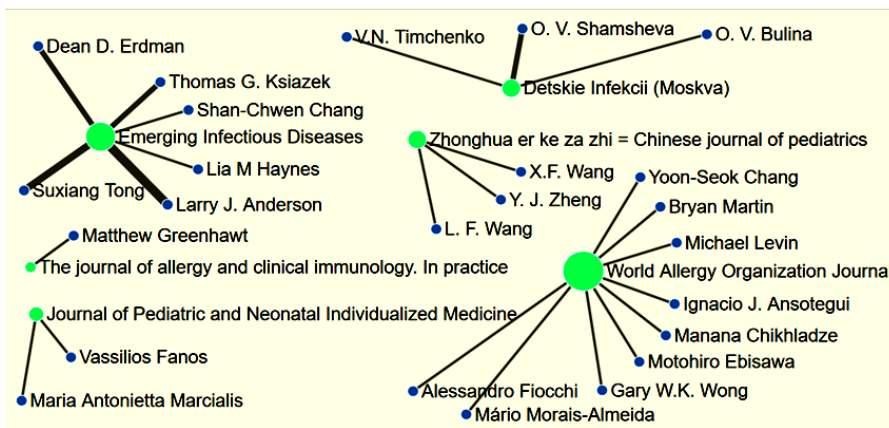 Dean D. Erdman
Thomas G. Ksiazek
Shan-Chwen Chang
Emerging Infectious Diseases
Lia M Haynes
Suxiang Tong
Larry J. Anderson
Matthew Greenhawt
The journal of allergy and clinical immunology. In practice
Journal of Pediatric and Neonatal Individualized Medicine
Vassilios Fanos
Maria Antonietta Marcialis
V.N. Timchenko
O. V. Shamsheva
O. V. Bulina
Detskie Infekcii (Moskva)
Zhonghua er ke za zhi = Chinese journal of pediatrics
X.F. Wang
Y. J. Zheng
L. F. Wang
Yoon-Seok Chang
Bryan Martin
Michael Levin
World Allergy Organization Journa
Ignacio J. Ansotegui
Manana Chikhladze
Motohiro Ebisawa
Gary W.K. Wong
Alessandro Fiocchi
Mário Morais-Almeida